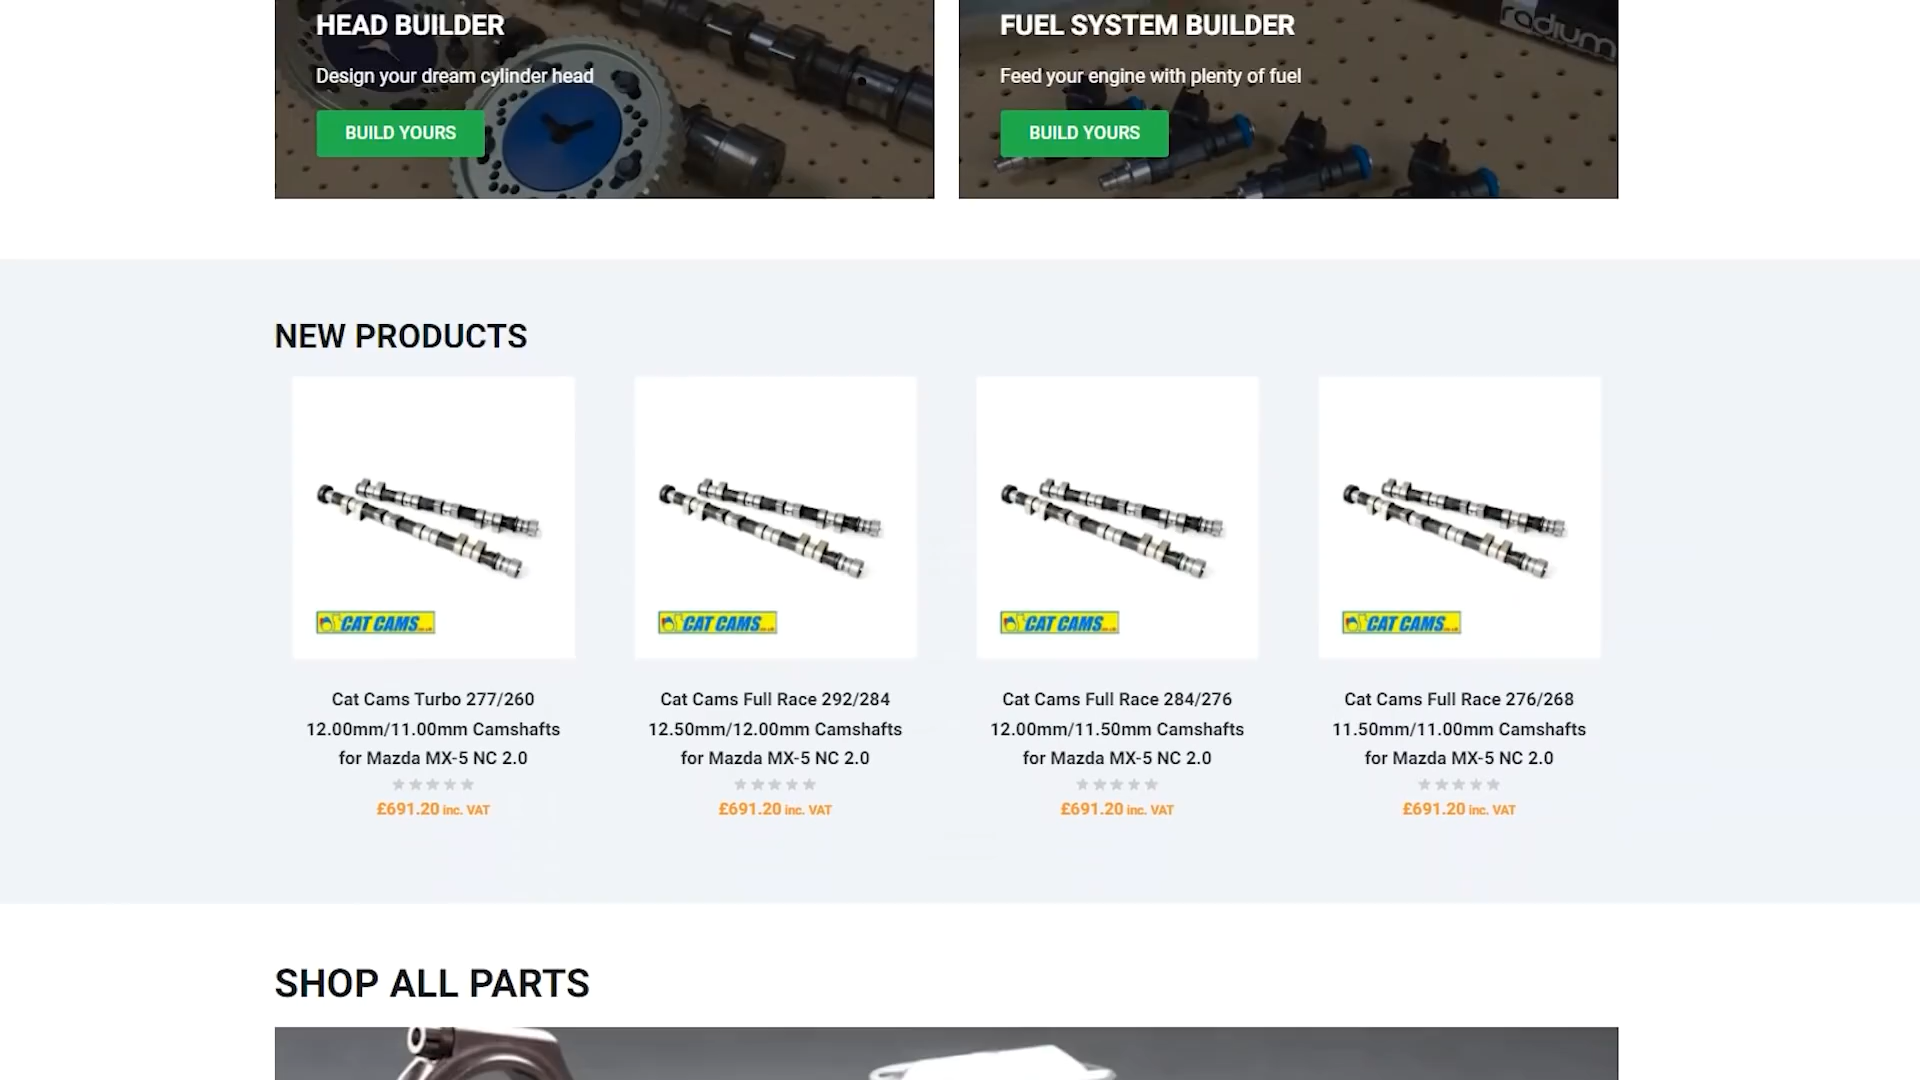 HEAD BUILDER
Design your dream cylinder head
BUILD YOURS
FUEL SYSTEM BUILDER
Feed your engine with plenty of fuel
BUILD YOURS
radium
NEW PRODUCTS
CAT CAMS
CAT CAMS
CAT CAMS
CAT CAMS
Cat Cams Turbo 277/260
12.00mm/11.00mm Camshafts
for Mazda MX-5 NC 2.0
£691.20 inc. VAT
Cat Cams Full Race 292/284
12.50mm/12.00mm Camshafts
for Mazda MX-5 NC 2.0
£691.20 inc. VAT
Cat Cams Full Race 284/276
12.00mm/11.50mm Camshafts
for Mazda MX-5 NC 2.0
£691.20 inc. VAT
Cat Cams Full Race 276/268
11.50mm/11.00mm Camshafts
for Mazda MX-5 NC 2.0
£691.20 inc. VAT
SHOP ALL PARTS